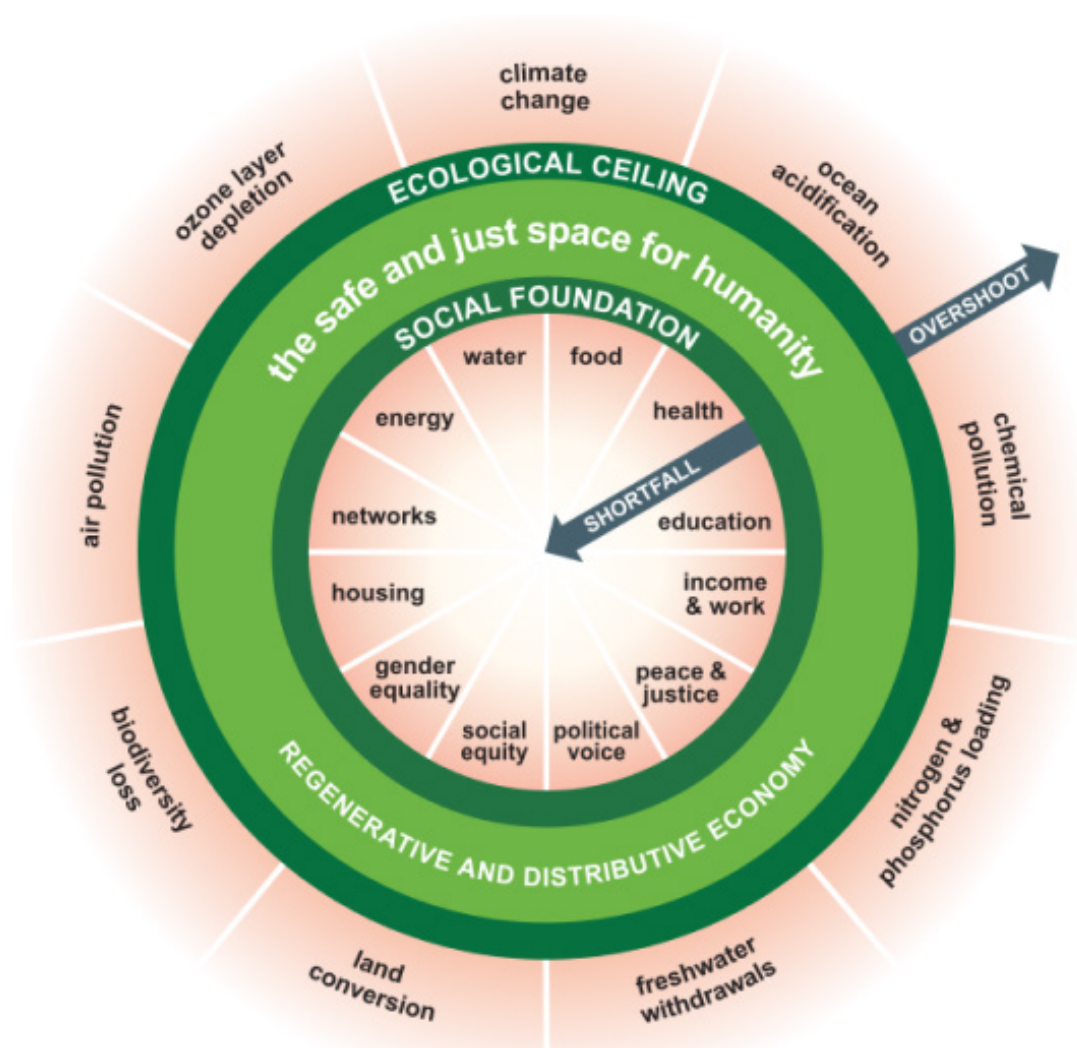 climate
change
ocean
acidification
chemical
pollution
nitrogen &
phosphorus loading
freshwater
withdrawals
land
conversion
biodiversity
loss
air pollution
ozone layer
depletion
OVERSHOOT
ECOLOGICAL CEILING
the safe and just space for humanity
SOCIAL FOUNDATION
water
food
health
SHORTFALL
education
income
& work
peace &
justice
political
voice
social
equity
gender
equality
housing
networks
energy
REGENERATIVE AND DISTRIBUTIVE ECONOMY